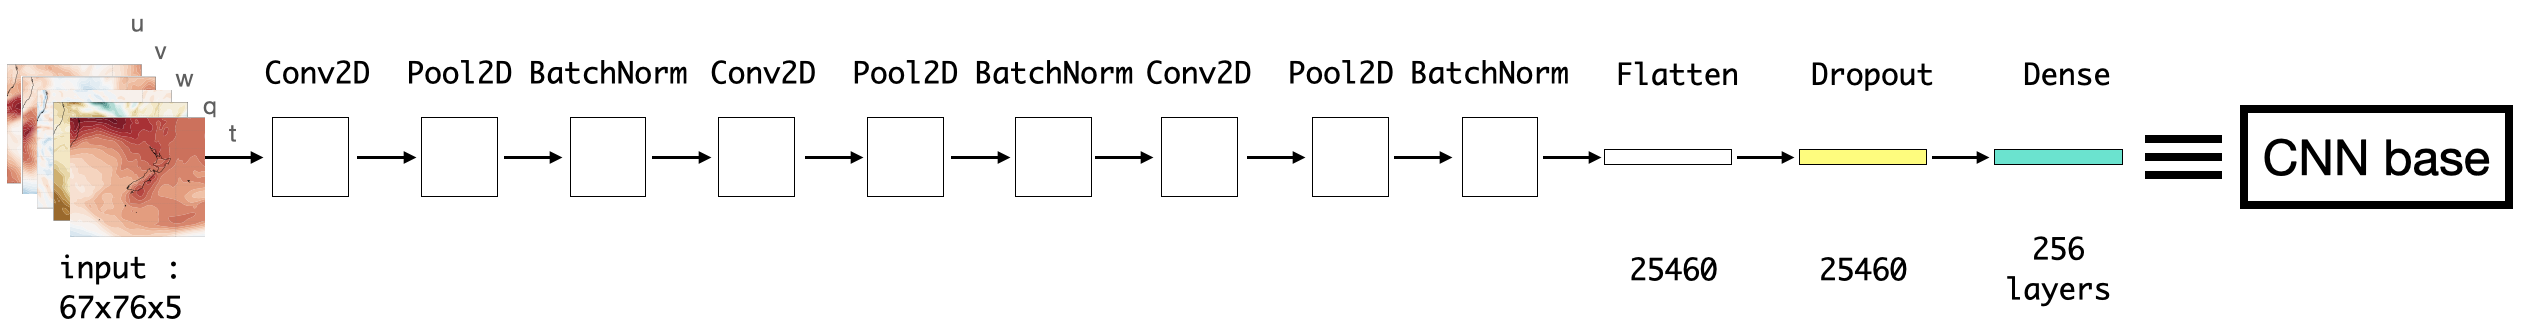 u
v
w
q
t
Conv2D
Pool2D
BatchNorm
Conv2D
Pool2D
BatchNorm
Conv2D
Pool2D
BatchNorm
Flatten
Dropout
Dense
CNN base
input :
67x76x5
25460
25460
256
layers